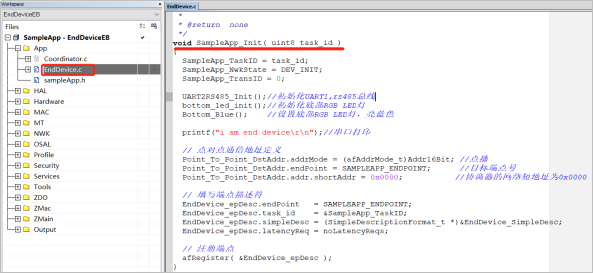 Workspace
EndDeviceEB
Files
SampleApp - EndDeviceEB
App
Coordinator.c
EndDevice.c
sampleApp.h
HAL
Hardware
MAC
MT
NWK
OSAL
Profile
Security
Services
Tools
ZDO
ZMac
ZMain
Output
EndDevice.c
*
* @return  none
*/
void SampleApp_Init( uint8 task_id )
{
SampleApp_TaskID = task_id;
SampleApp_NwkState = DEV_INIT;
SampleApp_TransID = 0;
UART2RS485_Init();//初始化UART1,rs485总线
bottom_led_init();//初始化底部RGB LED灯
Bottom_Blue();    //设置底部RGB LED灯，亮蓝色
printf("i am end device\r\n");//串口打印
// 点对点通信地址定义
Point_To_Point_DstAddr.addrMode = (afAddrMode_t)Addr16Bit; //点播
Point_To_Point_DstAddr.endPoint = SAMPLEAPP_ENDPOINT;      //目标端点号
Point_To_Point_DstAddr.addr.shortAddr = 0x0000;            //协调器的网络短地址为0x0000
// 填写端点描述符
EndDevice_epDesc.endPoint   = SAMPLEAPP_ENDPOINT;
EndDevice_epDesc.task_id    = &SampleApp_TaskID;
EndDevice_epDesc.simpleDesc = (SimpleDescriptionFormat_t *)&EndDevice_SimpleDesc;
EndDevice_epDesc.latencyReq = noLatencyReqs;
// 注册端点
afRegister( &EndDevice_epDesc );
}